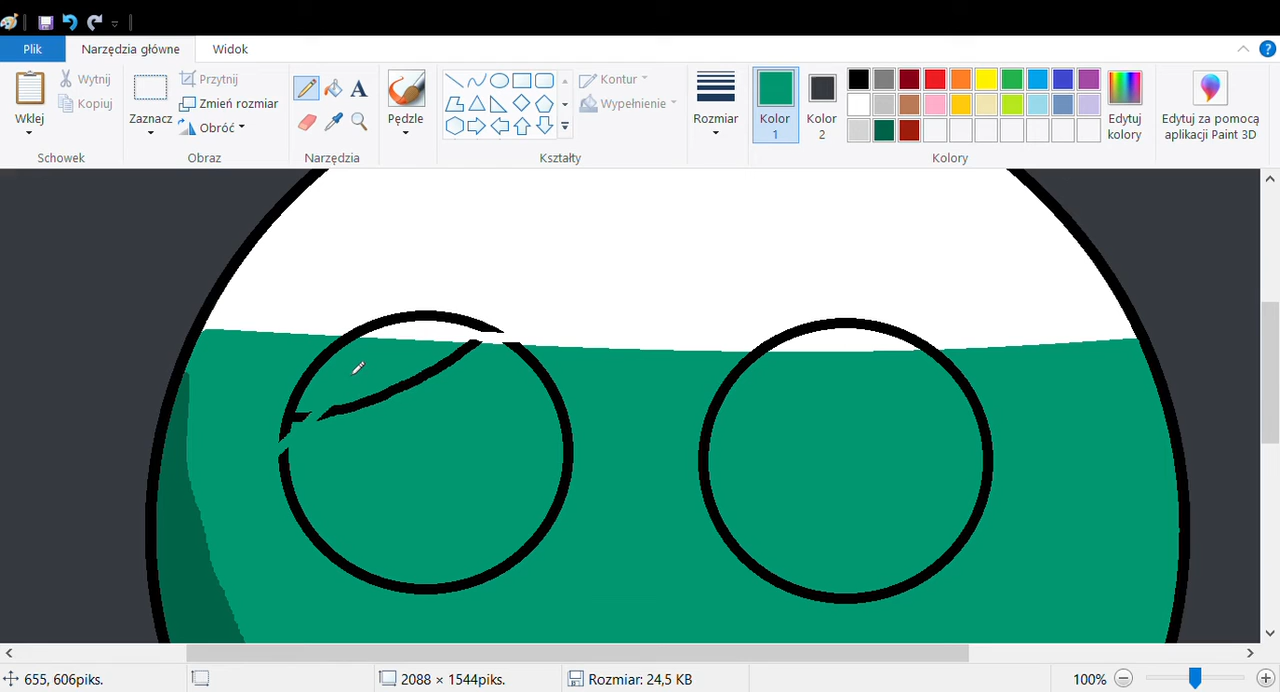 Plik Narzędzia główne Widok
Wklej
Wytnij
Kopiuj
Schowek
Zaznacz
Przytnij
Zmień rozmiar
Obróć
Obraz
A
Narzędzia
Pędzle
Kontur
Wypełnienie
Kształty
Rozmiar
Kolor 1
Kolor 2
Edytuj kolory
Kolory
Edytuj za pomocą aplikacji Paint 3D
?
655, 606piks.
2088 × 1544piks.
Rozmiar: 24,5 KB
100%